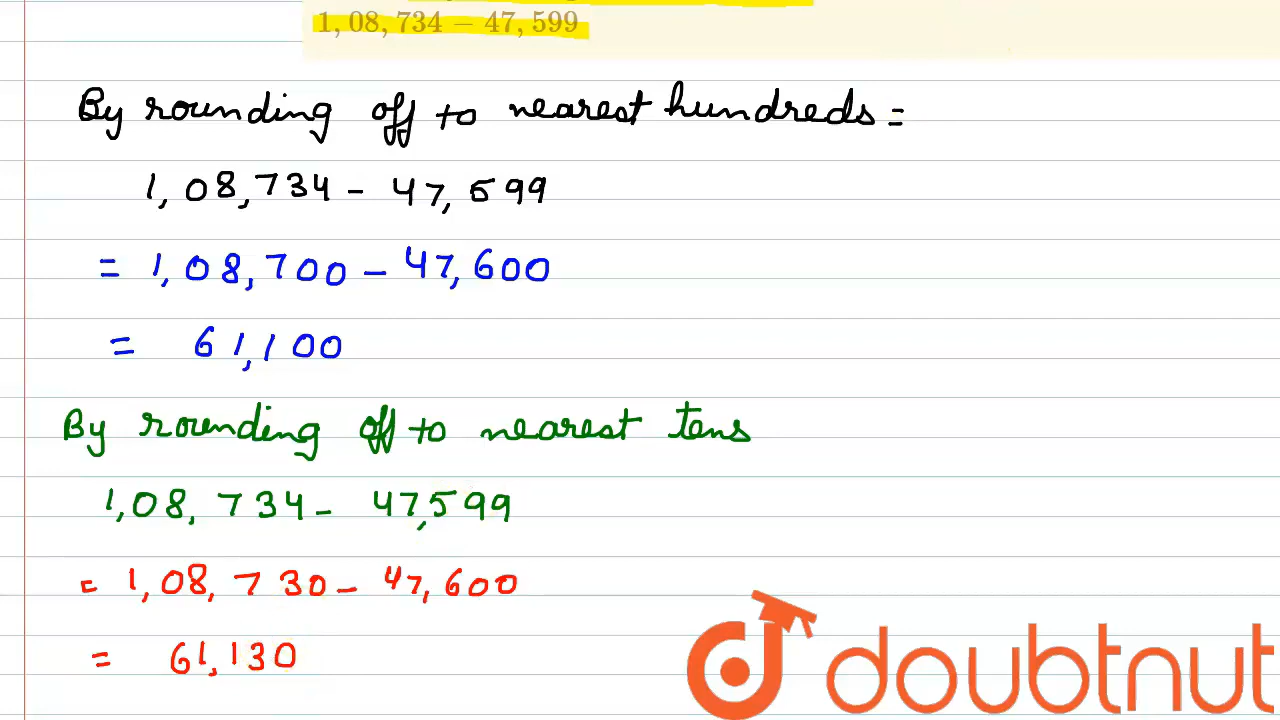 1, 08, 734 – 47, 599
By rounding off to nearest hundreds =
1,08,734 - 47,599
= 1,08,700 - 47,600
= 61,100
By rounding off to nearest tens
1,08,734 - 47,599
= 1,08,730 - 47,600
= 61,130
doubtnut